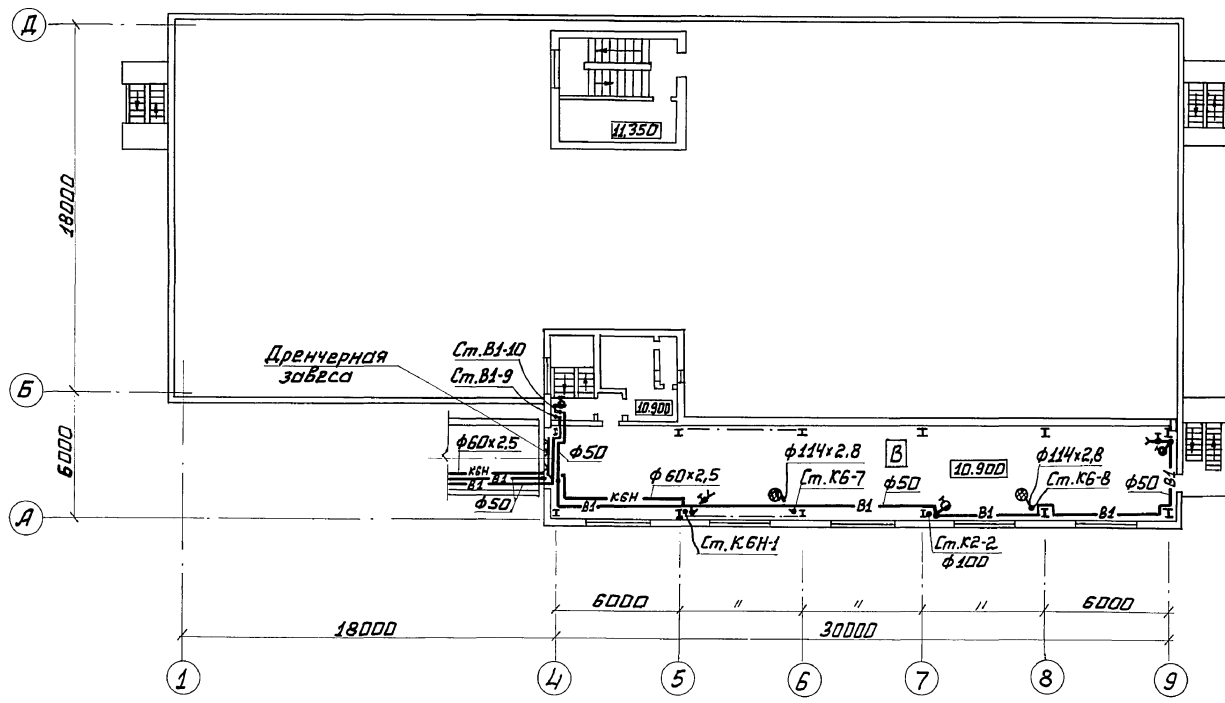 Д
11.350
18000
Дренчерная
завеса
Ст.В1-10
Ст.В1-9
Б
10.900
6000
ф60х2,5
К6Н
В1
ф50
ф50
ф60х2,5
ф114х2,8
Ст.К6-7
В
ф50
10.900
ф114х2,8
Ст.К6-8
ф50
В1
А
В1
К6Н
В1
В1
В1
Ст.К6Н-1
Ст.К2-2
ф100
6000
"
"
"
6000
18000
30000
1
4
5
6
7
8
9